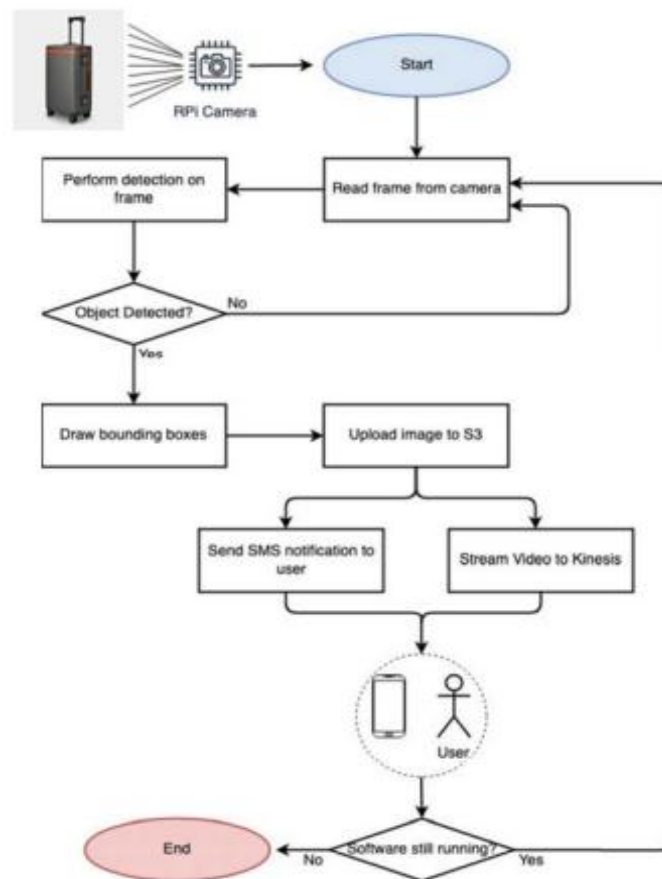 Start
RPi Camera
Perform detection on
frame
Read frame from camera
Object Detected?
No
Yes
Draw bounding boxes
Upload image to S3
Send SMS notification to
user
Stream Video to Kinesis
User
End
No
Software still running?
Yes